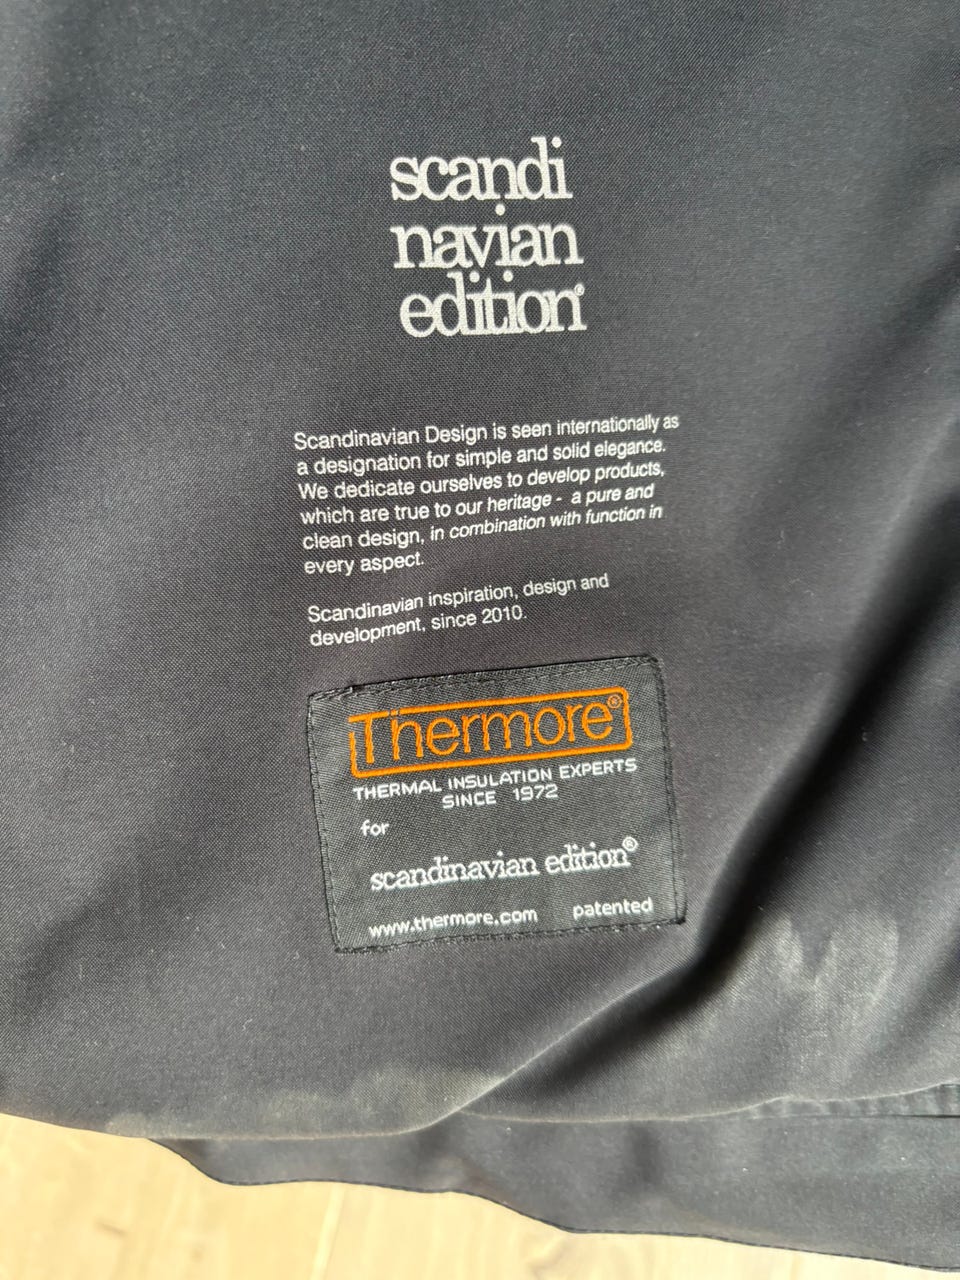 scandi
navian
edition®
Scandinavian Design is seen internationally as
a designation for simple and solid elegance.
We dedicate ourselves to develop products,
which are true to our heritage - a pure and
clean design, in combination with function in
every aspect.
Scandinavian inspiration, design and
development, since 2010.
Thermore®
THERMAL INSULATION EXPERTS
SINCE 1972
for
scandinavian edition®
www.thermore.com patented